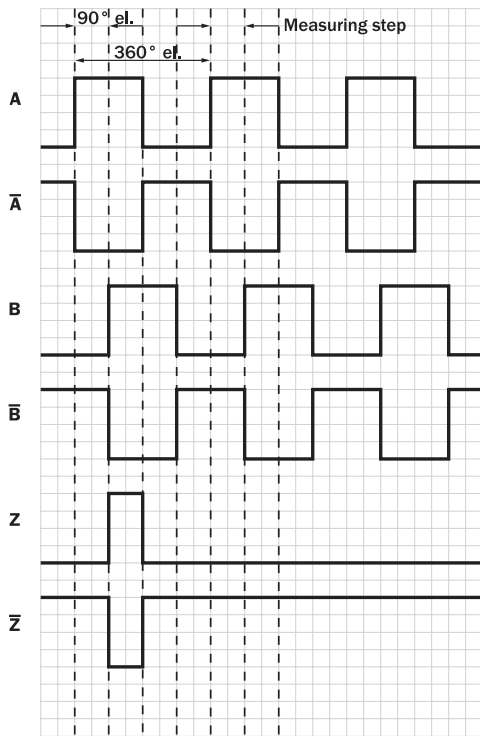 90° el.
Measuring step
360° el.
A
A̅
B
B̅
Z
Z̅